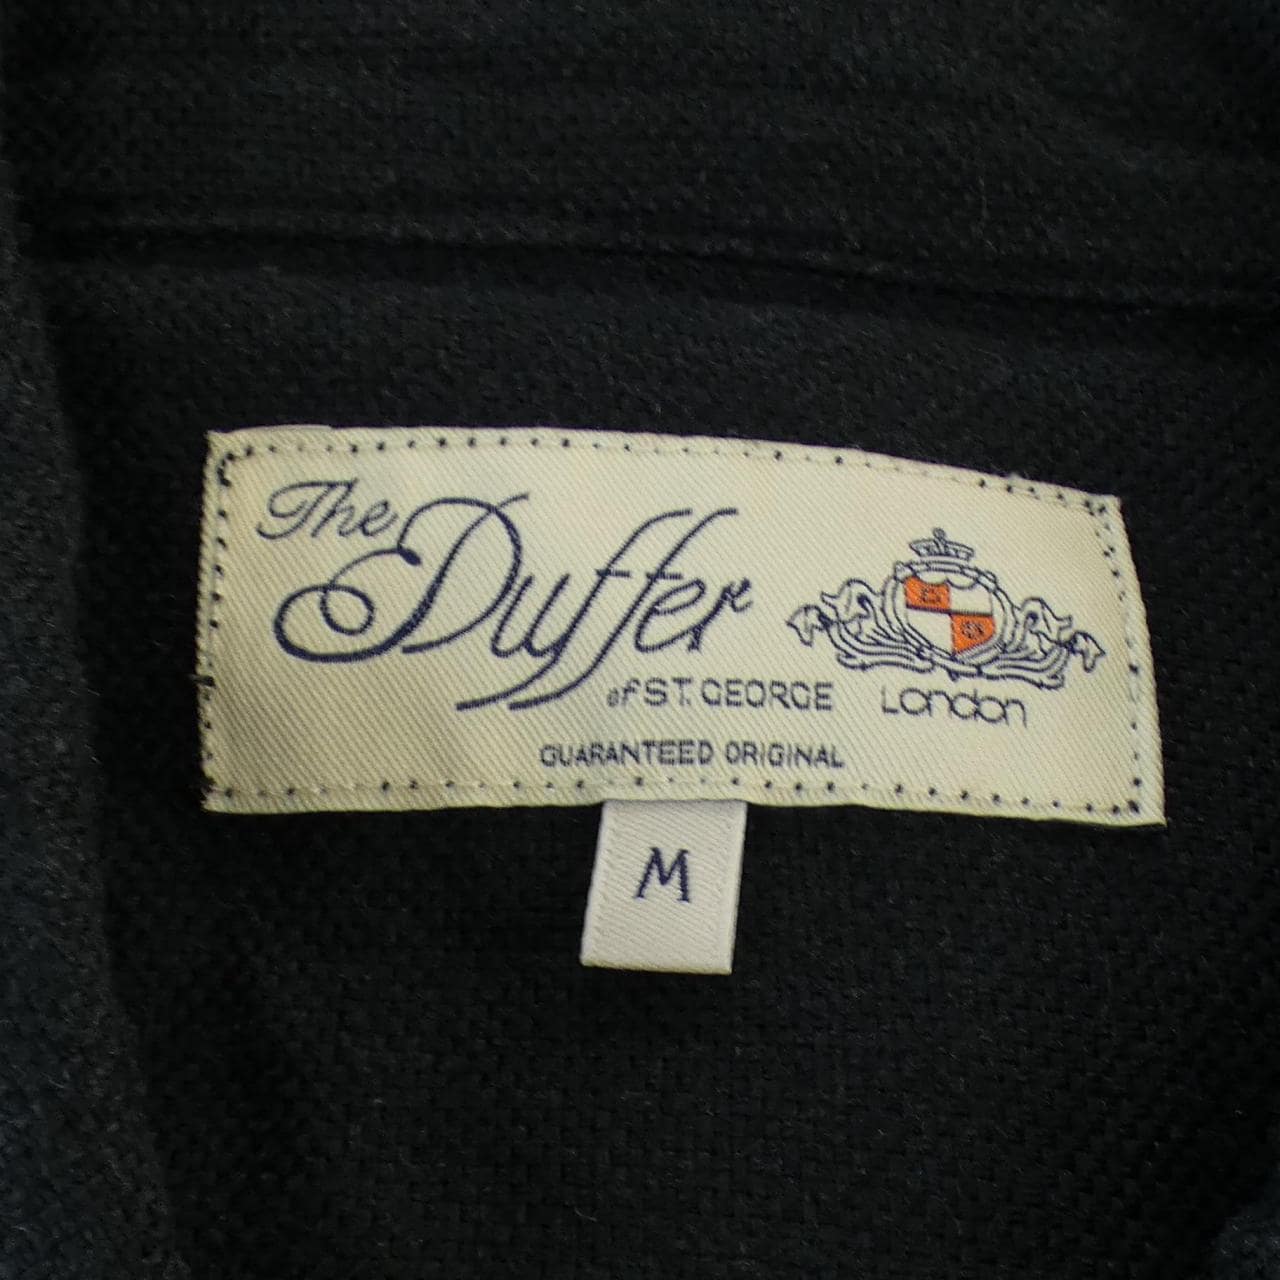 The
Duffer
of ST. GEORGE
London
GUARANTEED ORIGINAL
M